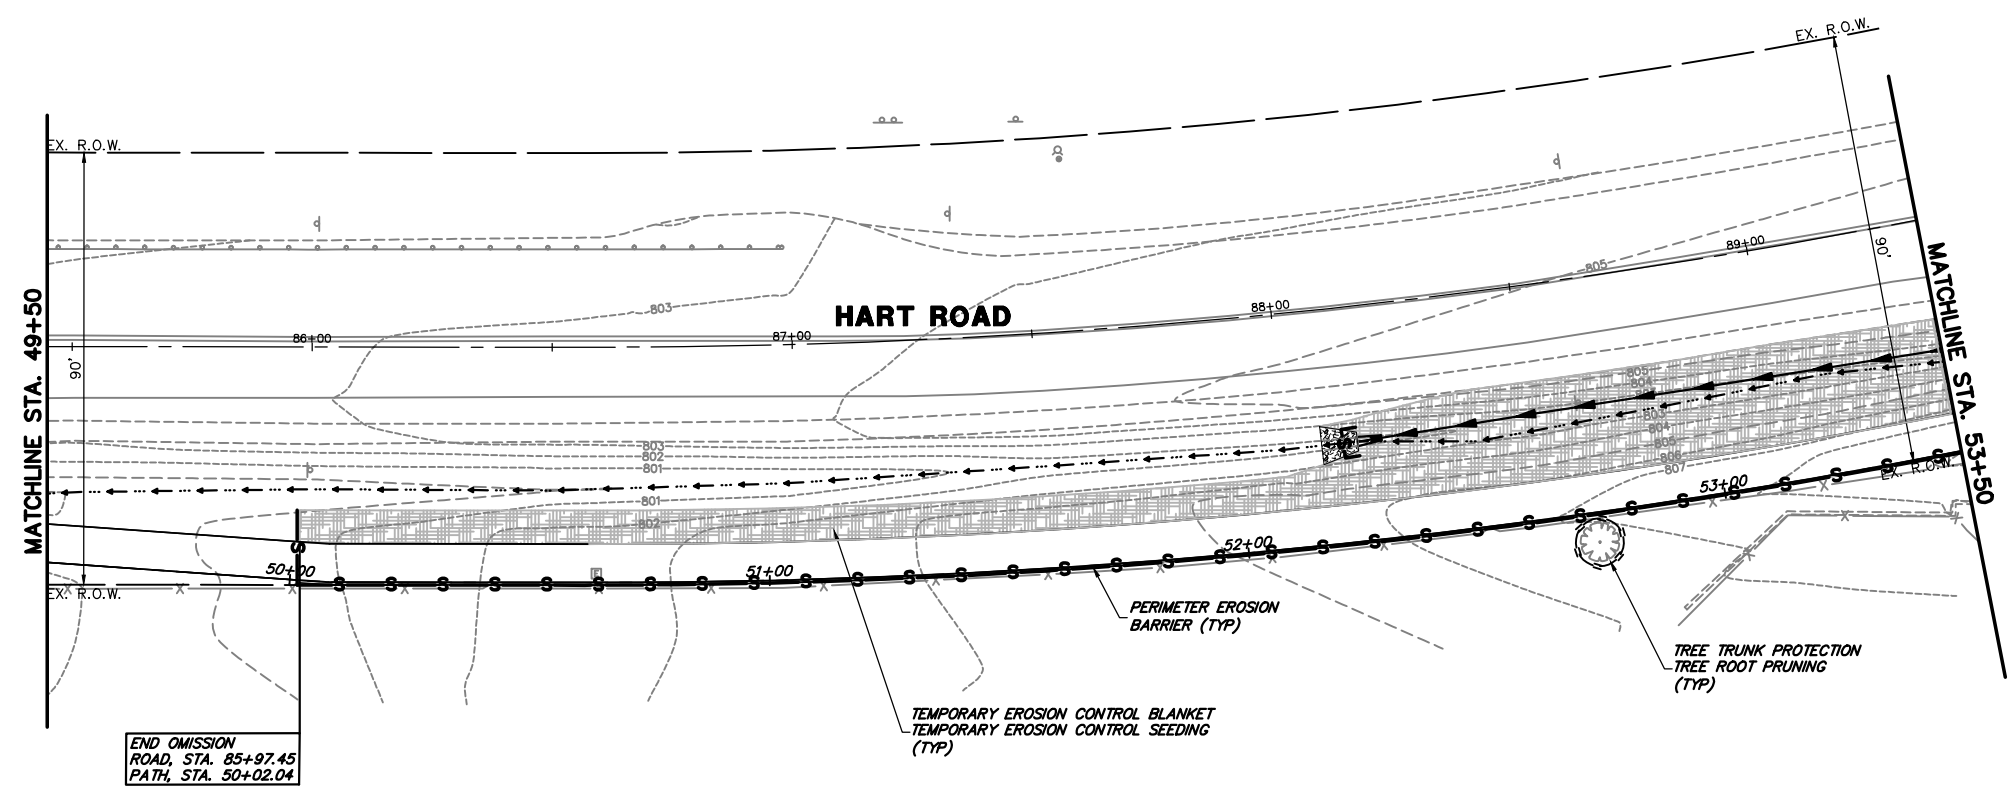 EX. R.O.W.
EX. R.O.W.
MATCHLINE STA. 49+50
90'
803
HART ROAD
86+00
87+00
88+00
805
89+00
90'
MATCHLINE STA. 53+50
805
804
803
802
801
804
805
806
807
801
802
S
50+00
51+00
52+00
53+00
EX. R.O.W.
EX. R.O.W.
E
PERIMETER EROSION
BARRIER (TYP)
TREE TRUNK PROTECTION
TREE ROOT PRUNING
(TYP)
TEMPORARY EROSION CONTROL BLANKET
TEMPORARY EROSION CONTROL SEEDING
(TYP)
END OMISSION
ROAD, STA. 85+97.45
PATH, STA. 50+02.04